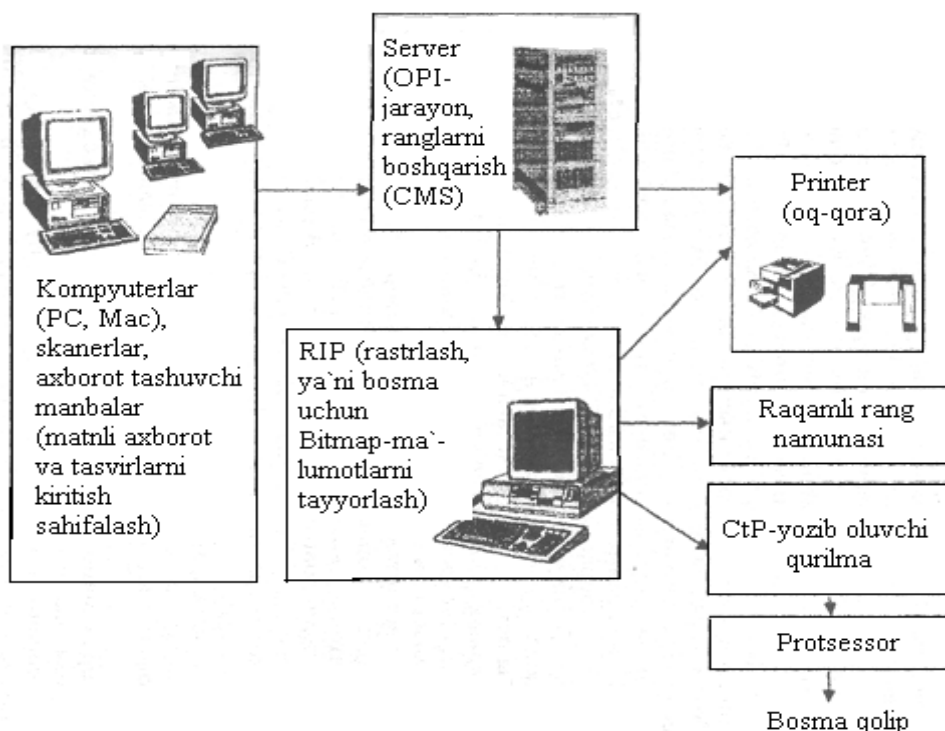 Kompyuterlar
(PC, Mac),
skanerlar,
axborot tashuvchi
manbalar
(matnli axborot
va tasvirlarni
kiritish
sahifalash)
Server
(OPI-
jarayon,
ranglarni
boshqarish
(CMS)
RIP (rastrlash,
ya`ni bosma
uchun
Bitmap-ma`-
lumotlarni
tayyorlash)
Printer
(oq-qora)
Raqamli rang
namunasi
CtP-yozib oluvchi
qurilma
Protsessor
Bosma qolip